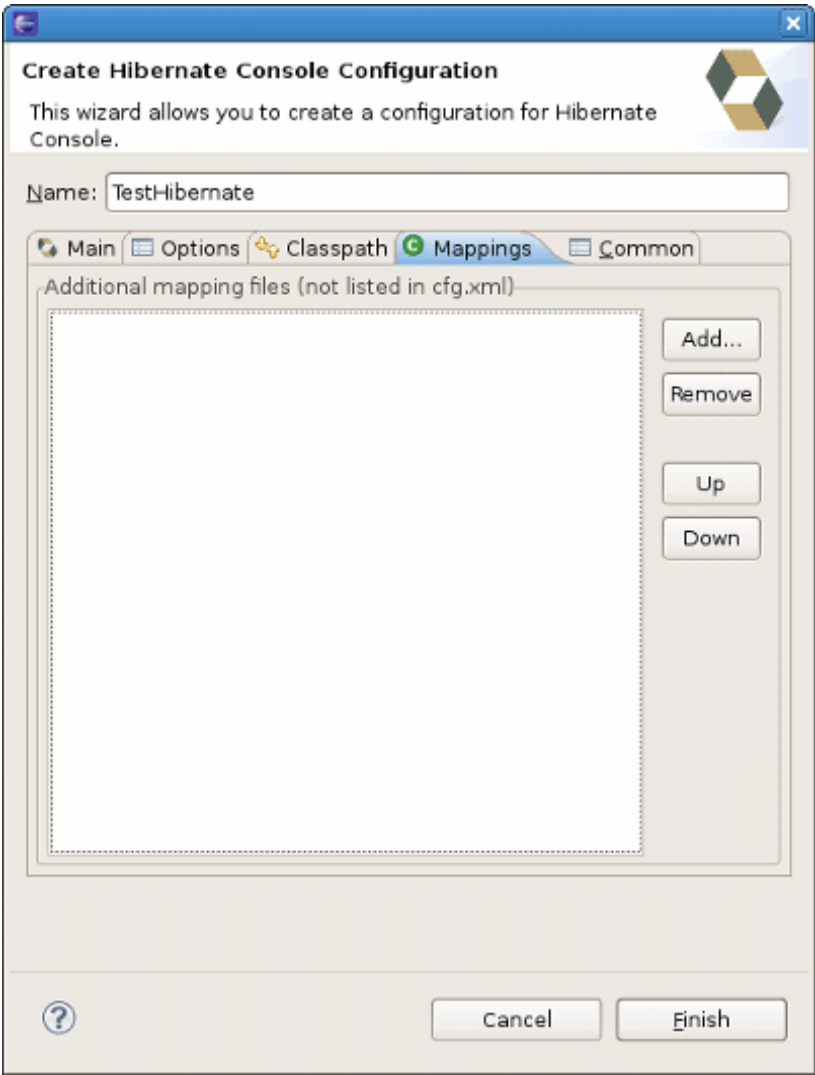 Create Hibernate Console Configuration
This wizard allows you to create a configuration for Hibernate
Console.
Name: TestHibernate
Main Options Classpath Mappings Common
Additional mapping files (not listed in cfg.xml)
Add...
Remove
Up
Down
Cancel Finish